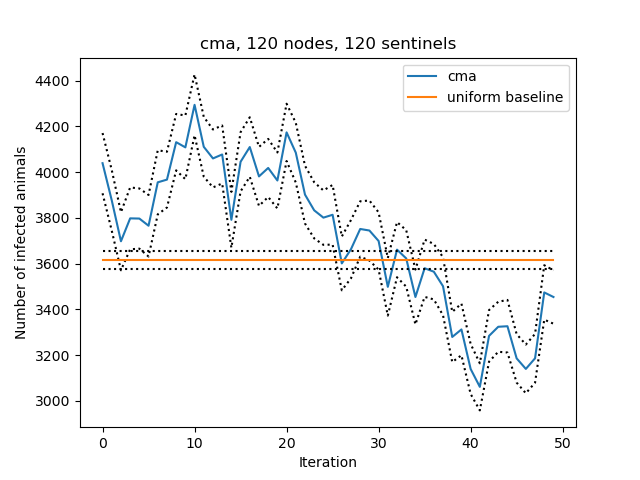 cma, 120 nodes, 120 sentinels
cma
uniform baseline
4400
4200
4000
3800
3600
3400
3200
3000
Number of infected animals
0 10 20 30 40 50
Iteration